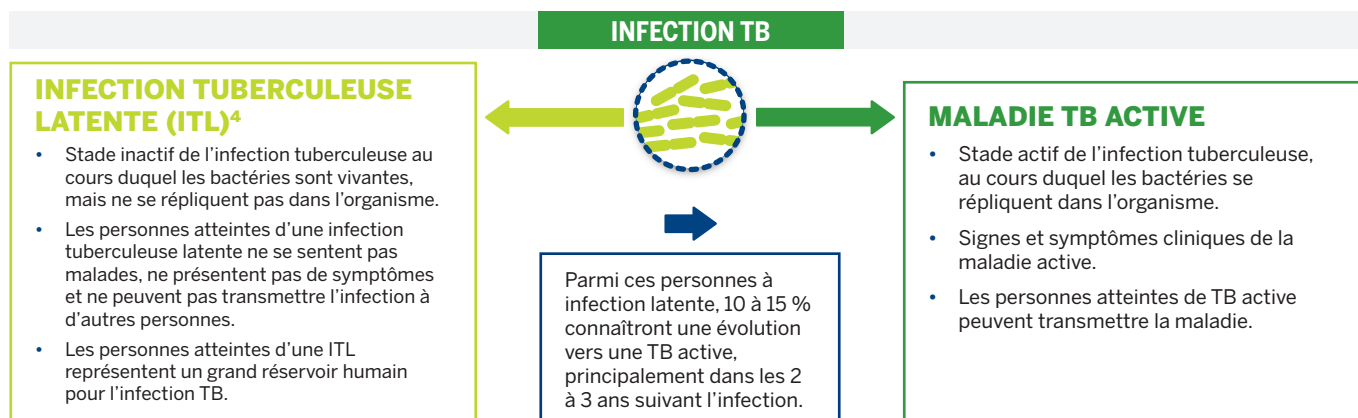 INFECTION TB
INFECTION TUBERCULEUSE
LATENTE (ITL)⁴
• Stade inactif de l’infection tuberculeuse au
cours duquel les bactéries sont vivantes,
mais ne se répliquent pas dans l’organisme.
• Les personnes atteintes d’une infection
tuberculeuse latente ne se sentent pas
malades, ne présentent pas de symptômes
et ne peuvent pas transmettre l’infection à
d’autres personnes.
• Les personnes atteintes d’une ITL
représentent un grand réservoir humain
pour l’infection TB.
Parmi ces personnes à
infection latente, 10 à 15 %
connaîtront une évolution
vers une TB active,
principalement dans les 2
à 3 ans suivant l’infection.
MALADIE TB ACTIVE
• Stade actif de l’infection tuberculeuse,
au cours duquel les bactéries se
répliquent dans l’organisme.
• Signes et symptômes cliniques de la
maladie active.
• Les personnes atteintes de TB active
peuvent transmettre la maladie.